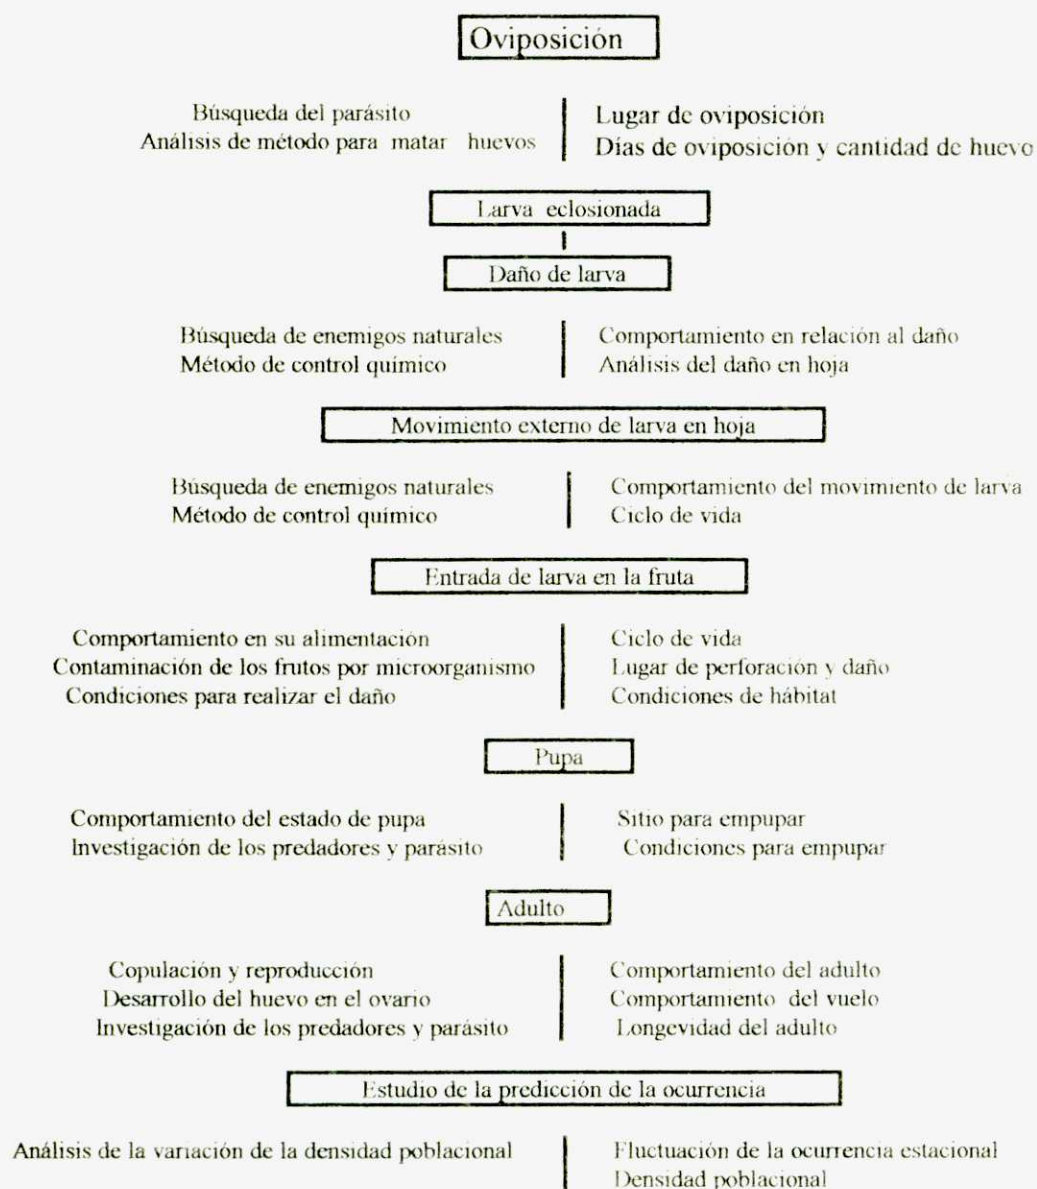 Oviposición
Búsqueda del parásito
Análisis de método para matar huevos
Lugar de oviposición
Días de oviposición y cantidad de huevo
Larva eclosionada
Daño de larva
Búsqueda de enemigos naturales
Método de control químico
Comportamiento en relación al daño
Análisis del daño en hoja
Movimiento externo de larva en hoja
Búsqueda de enemigos naturales
Método de control químico
Comportamiento del movimiento de larva
Ciclo de vida
Entrada de larva en la fruta
Comportamiento en su alimentación
Contaminación de los frutos por microorganismo
Condiciones para realizar el daño
Ciclo de vida
Lugar de perforación y daño
Condiciones de hábitat
Pupa
Comportamiento del estado de pupa
Investigación de los predadores y parásito
Sitio para empupar
Condiciones para empupar
Adulto
Copulación y reproducción
Desarrollo del huevo en el ovario
Investigación de los predadores y parásito
Comportamiento del adulto
Comportamiento del vuelo
Longevidad del adulto
Estudio de la predicción de la ocurrencia
Análisis de la variación de la densidad poblacional
Fluctuación de la ocurrencia estacional
Densidad poblacional